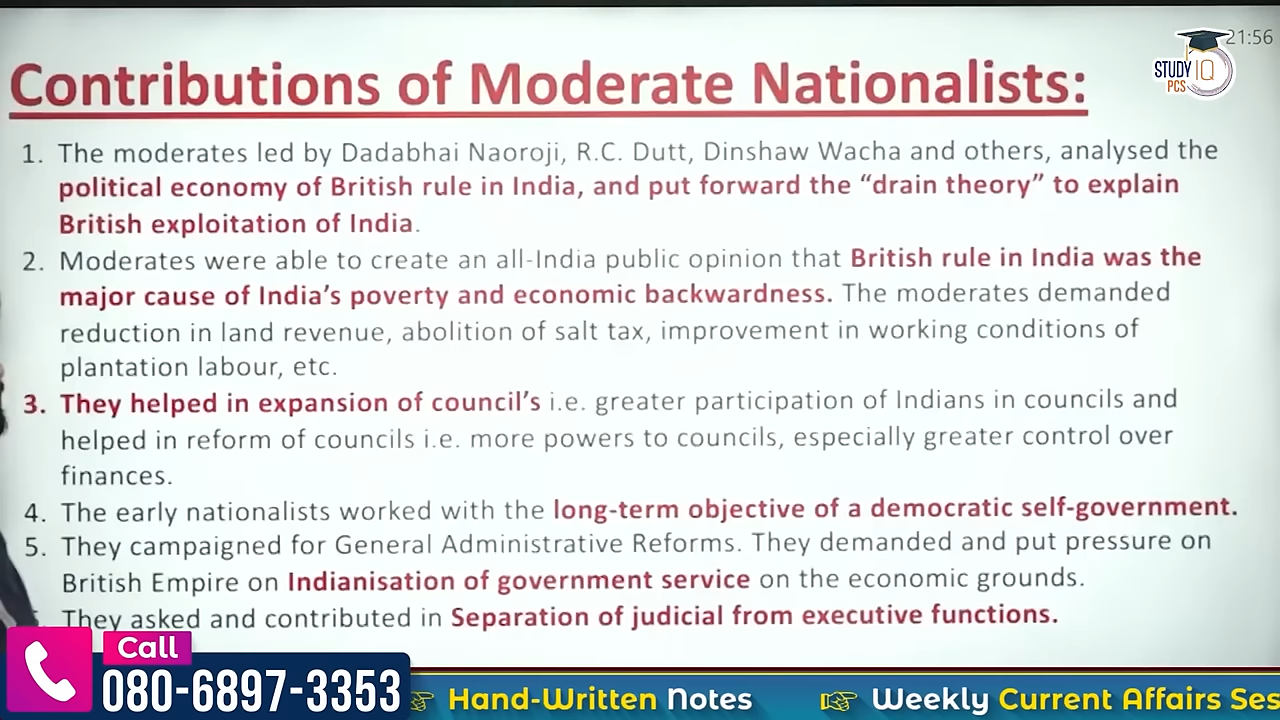 21:56
STUDY IQ
PCS
Contributions of Moderate Nationalists:
1. The moderates led by Dadabhai Naoroji, R.C. Dutt, Dinshaw Wacha and others, analysed the
political economy of British rule in India, and put forward the “drain theory” to explain
British exploitation of India.
2. Moderates were able to create an all-India public opinion that British rule in India was the
major cause of India’s poverty and economic backwardness. The moderates demanded
reduction in land revenue, abolition of salt tax, improvement in working conditions of
plantation labour, etc.
3. They helped in expansion of council’s i.e. greater participation of Indians in councils and
helped in reform of councils i.e. more powers to councils, especially greater control over
finances.
4. The early nationalists worked with the long-term objective of a democratic self-government.
5. They campaigned for General Administrative Reforms. They demanded and put pressure on
British Empire on Indianisation of government service on the economic grounds.
They asked and contributed in Separation of judicial from executive functions.
Call
080-6897-3353
Hand-Written Notes
Weekly Current Affairs Ses